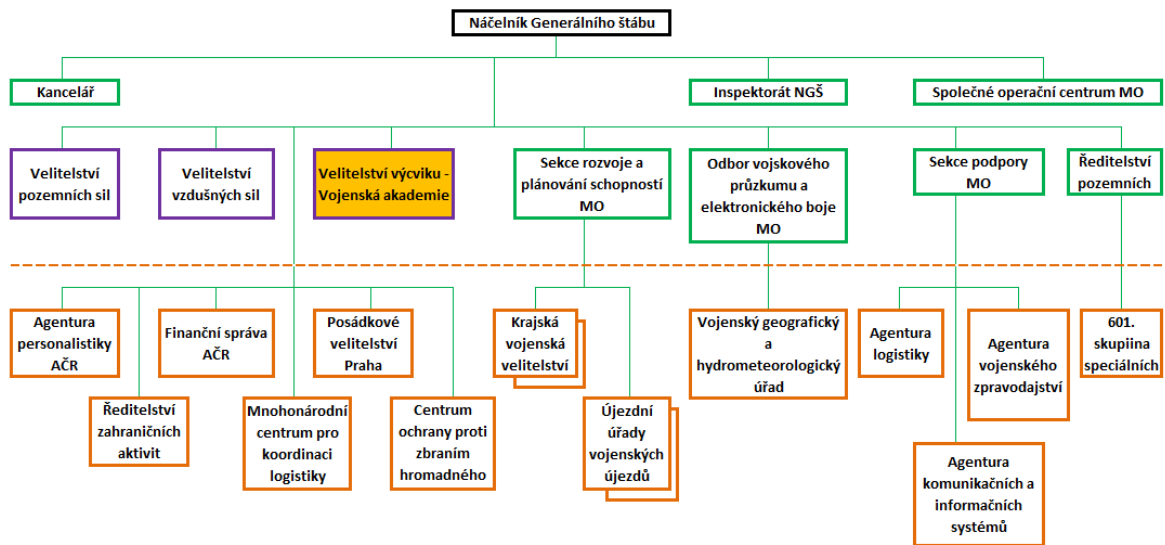 Náčelník Generálního štábu
Kancelář
Inspektorát NGŠ
Společné operační centrum MO
Velitelství
pozemních sil
Velitelství
vzdušných sil
Velitelství výcviku -
Vojenská akademie
Sekce rozvoje a
plánování schopností
MO
Odbor vojskového
průzkumu a
elektronického boje
MO
Sekce podpory
MO
Ředitelství
pozemních
Agentura
personalistiky
AČR
Finanční správa
AČR
Posádkové
velitelství
Praha
Krajská
vojenská
velitelství
Vojenský geografický
a
hydrometeorologický
úřad
Agentura
logistiky
Agentura
vojenského
zpravodajství
601.
skupiina
speciálních
Ředitelství
zahraničních
aktivit
Mnohonárodní
centrum pro
koordinaci
logistiky
Centrum
ochrany proti
zbraním
hromadného
Újezdní
úřady
vojenských
újezdů
Agentura
komunikačních a
informačních
systémů